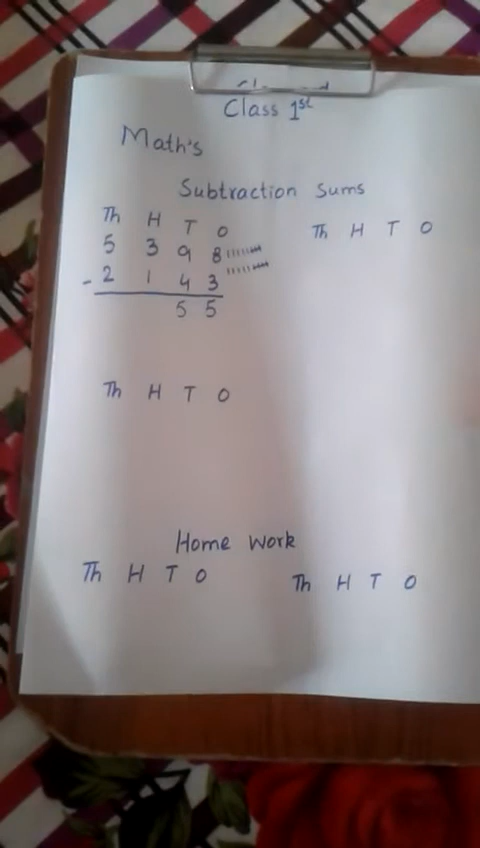 Class 1st
Math's
Subtraction Sums
Th H T O
5 3 9 8
- 2 1 4 3
5 5
Th H T O
Th H T O
Home Work
Th H T O
Th H T O